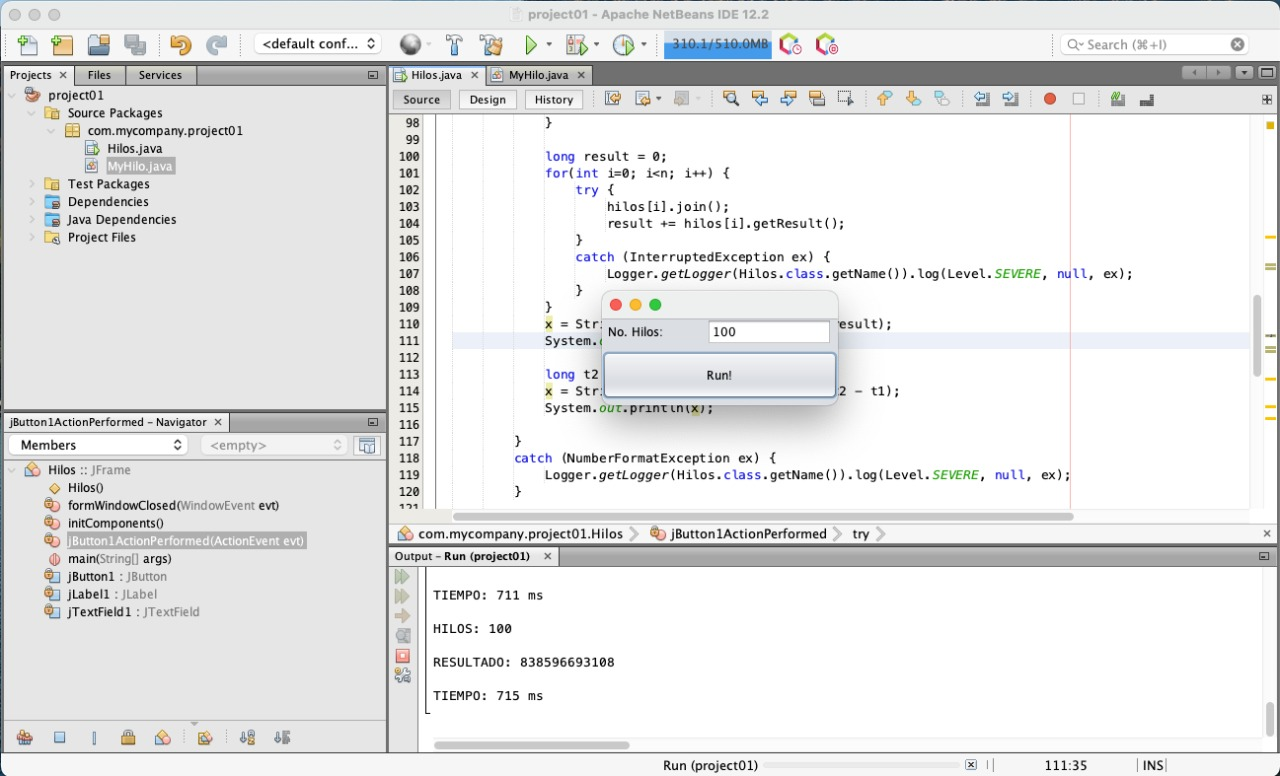 project01 - Apache NetBeans IDE 12.2
<default conf...
310.1/510.0MB
Search (⌘+I)
Projects
Files
Services
project01
Source Packages
com.mycompany.project01
Hilos.java
MyHilo.java
Test Packages
Dependencies
Java Dependencies
Project Files
jButton1ActionPerformed - Navigator
Members
<empty>
Hilos :: JFrame
Hilos()
formWindowClosed(WindowEvent evt)
initComponents()
jButton1ActionPerformed(ActionEvent evt)
main(String[] args)
jButton1 : JButton
jLabel1 : JLabel
jTextField1 : JTextField
Hilos.java
MyHilo.java
Source
Design
History
98 }
99
100 long result = 0;
101 for(int i=0; i<n; i++) {
102 try {
103 hilos[i].join();
104 result += hilos[i].getResult();
105 }
106 catch (InterruptedException ex) {
107 Logger.getLogger(Hilos.class.getName()).log(Level.SEVERE, null, ex);
108 }
109 }
110 x = Stri esult);
111 System.
112
113 long t2
114 x = Stri 2 - t1);
115 System.out.println(x);
116
117 }
118 catch (NumberFormatException ex) {
119 Logger.getLogger(Hilos.class.getName()).log(Level.SEVERE, null, ex);
120 }
121
No. Hilos: 100
Run!
com.mycompany.project01.Hilos
jButton1ActionPerformed
try
Output - Run (project01)
TIEMPO: 711 ms
HILOS: 100
RESULTADO: 838596693108
TIEMPO: 715 ms
Run (project01)
111:35
INS